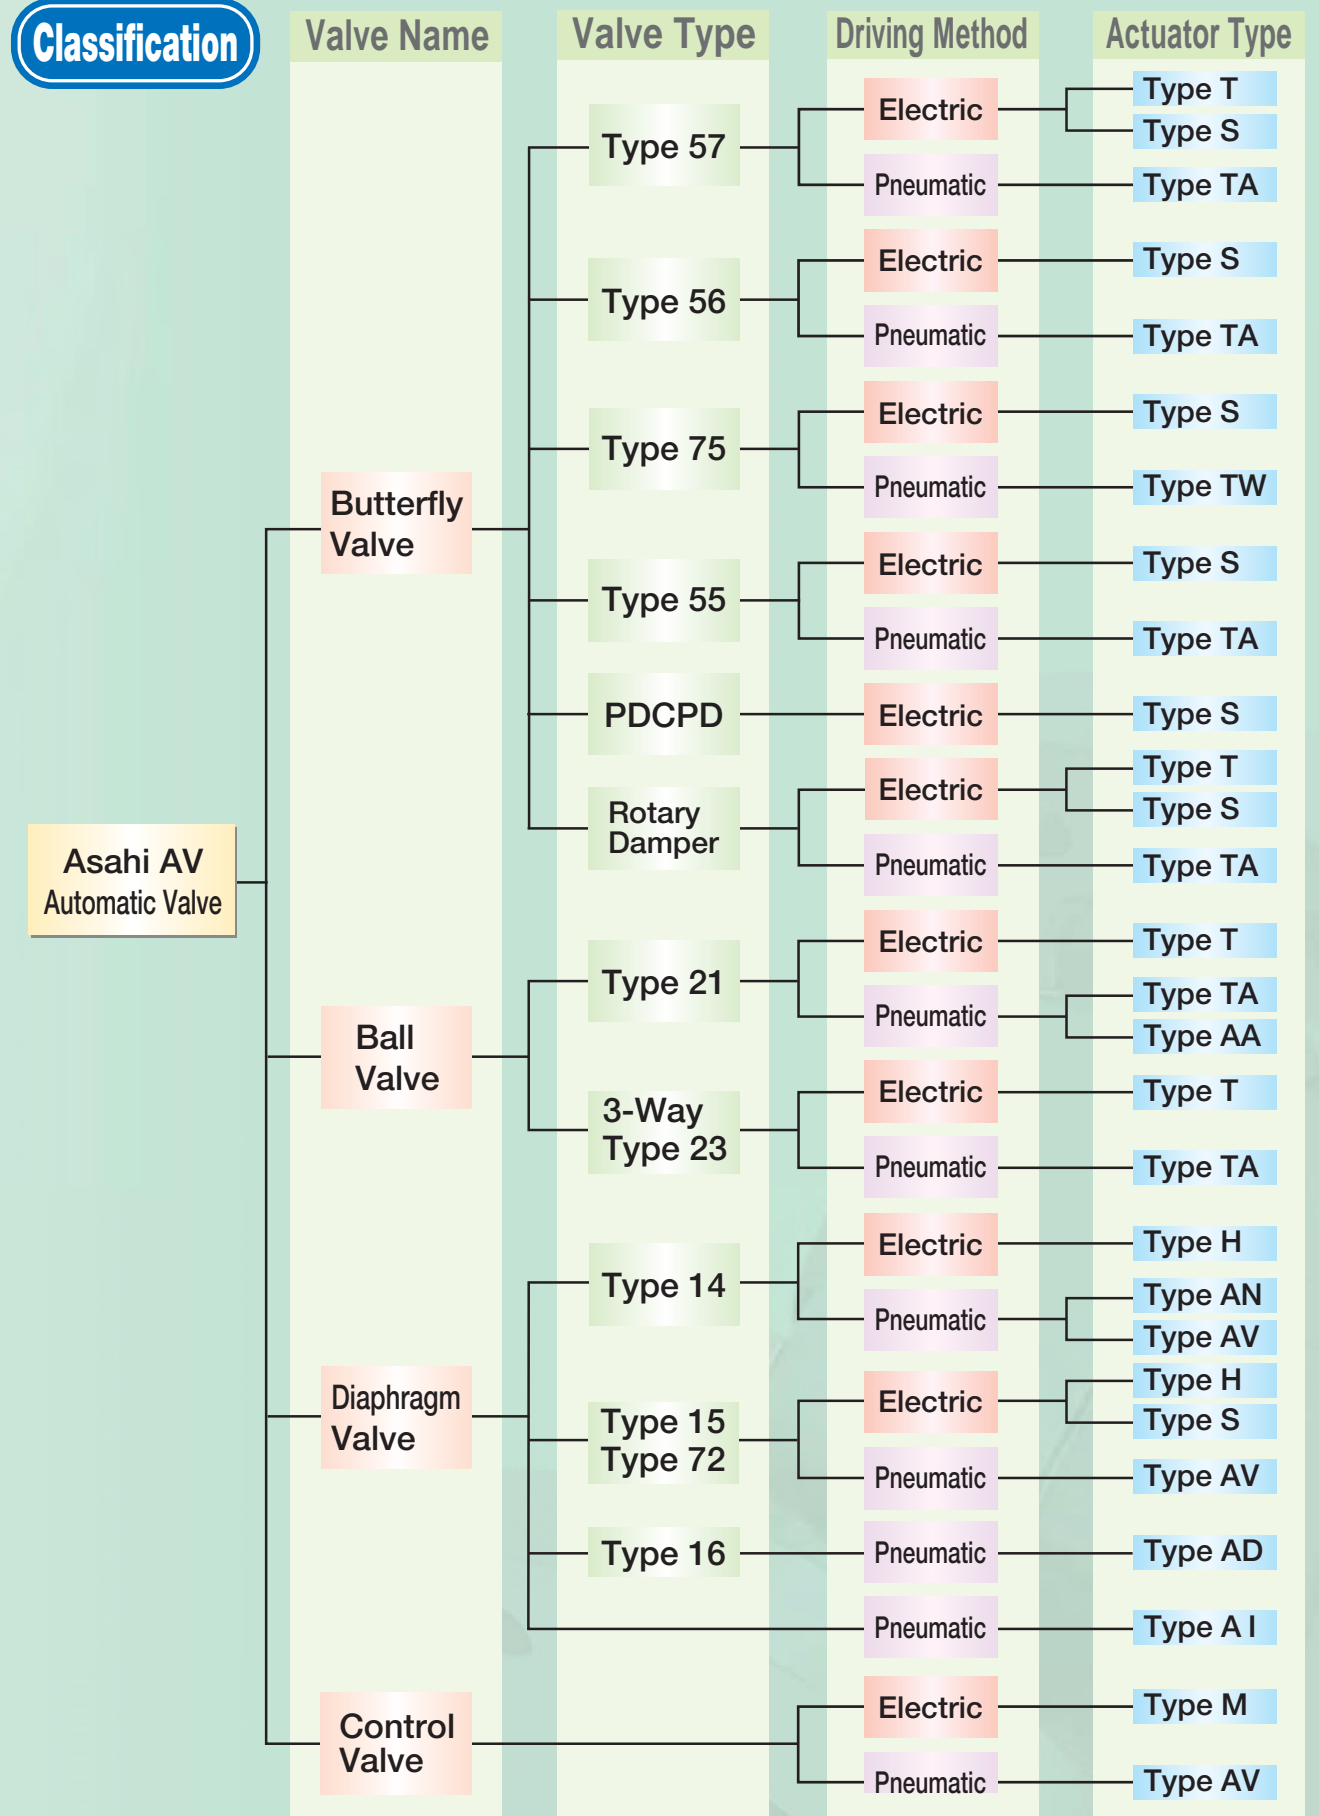 Classification
Valve Name
Valve Type
Driving Method
Actuator Type
Asahi AV
Automatic Valve
Butterfly
Valve
Type 57
Electric
Type T
Type S
Pneumatic
Type TA
Type 56
Electric
Type S
Pneumatic
Type TA
Type 75
Electric
Type S
Pneumatic
Type TW
Type 55
Electric
Type S
Pneumatic
Type TA
PDCPD
Electric
Type S
Rotary
Damper
Electric
Type T
Type S
Pneumatic
Type TA
Ball
Valve
Type 21
Electric
Type T
Pneumatic
Type TA
Type AA
3-Way
Type 23
Electric
Type T
Pneumatic
Type TA
Diaphragm
Valve
Type 14
Electric
Type H
Pneumatic
Type AN
Type AV
Type 15
Type 72
Electric
Type H
Type S
Pneumatic
Type AV
Type 16
Pneumatic
Type AD
Pneumatic
Type A I
Control
Valve
Electric
Type M
Pneumatic
Type AV